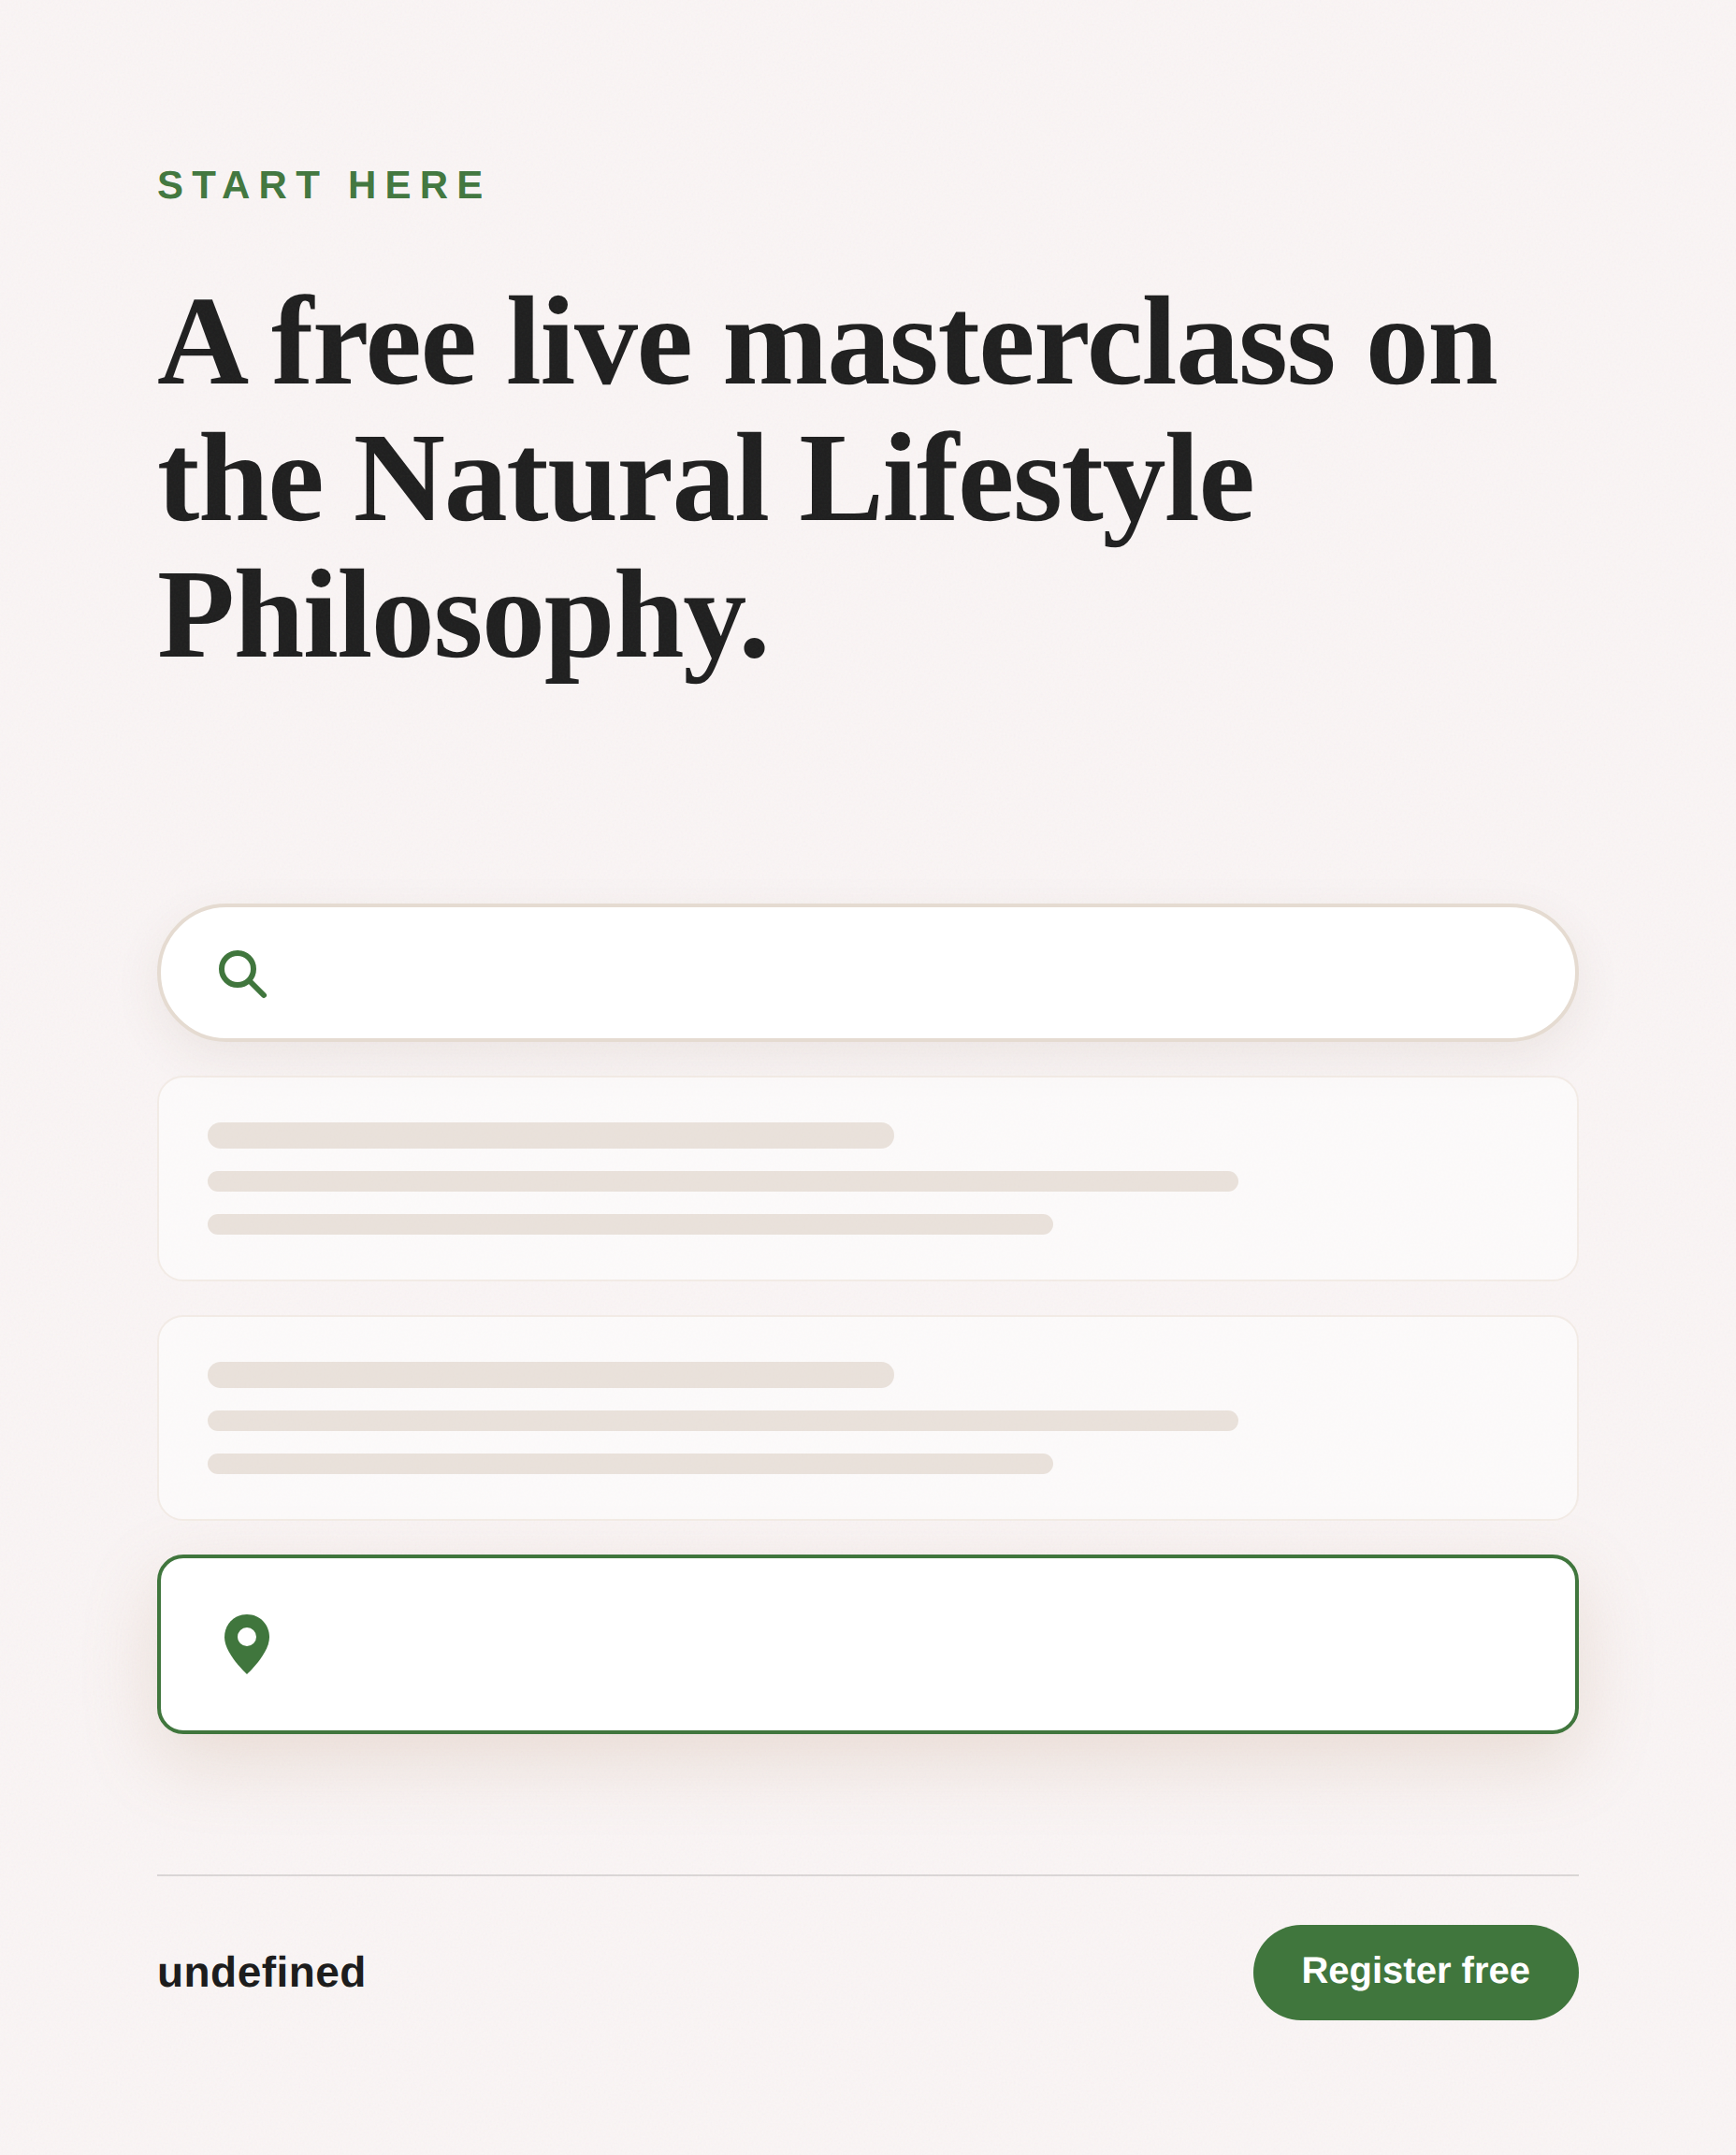 START HERE
A free live masterclass on
the Natural Lifestyle
Philosophy.
undefined
Register free